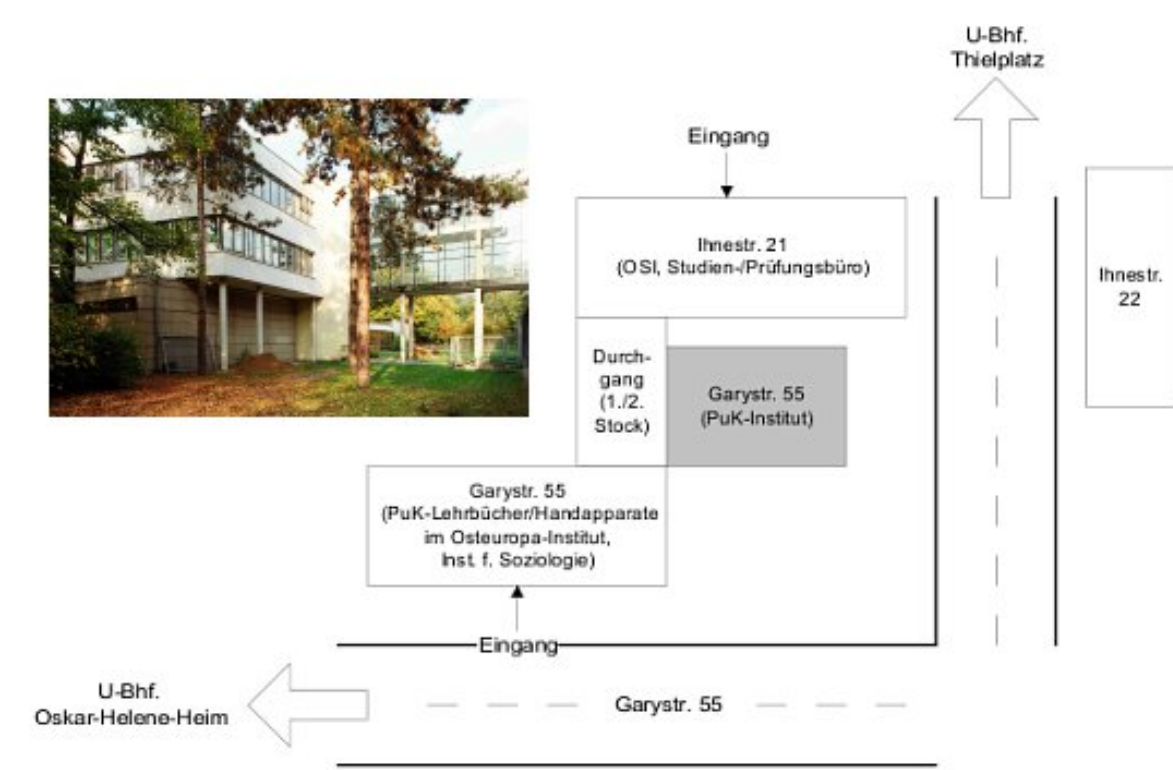 U-Bhf.
Thielplatz
Eingang
Ihnestr. 21
(OSI, Studien-/Prüfungsbüro)
Ihnestr.
22
Durch-
gang
(1./2.
Stock)
Garystr. 55
(PuK-Institut)
Garystr. 55
(PuK-Lehrbücher/Handapparate
im Osteuropa-Institut,
Inst. f. Soziologie)
Eingang
U-Bhf.
Oskar-Helene-Heim
Garystr. 55